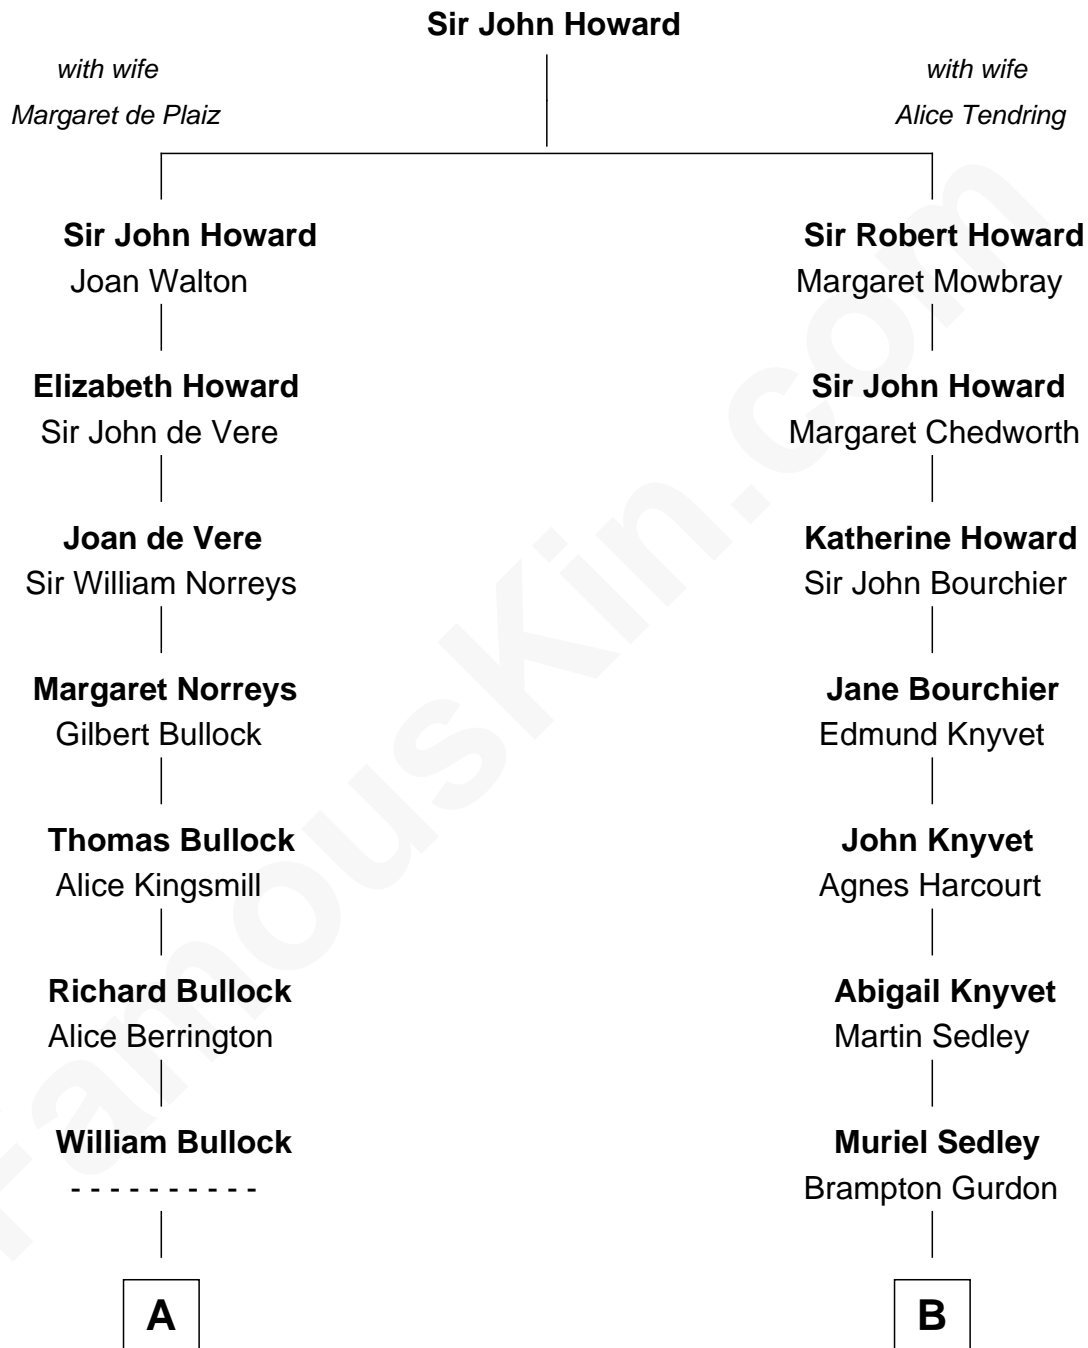 Sir John Howard
with wife
Margaret de Plaiz
with wife
Alice Tendring
Sir John Howard
Joan Walton
Sir Robert Howard
Margaret Mowbray
Elizabeth Howard
Sir John de Vere
Sir John Howard
Margaret Chedworth
Joan de Vere
Sir William Norreys
Katherine Howard
Sir John Bourchier
Margaret Norreys
Gilbert Bullock
Jane Bourchier
Edmund Knyvet
Thomas Bullock
Alice Kingsmill
John Knyvet
Agnes Harcourt
Richard Bullock
Alice Berrington
Abigail Knyvet
Martin Sedley
William Bullock
- - - - - - - - - -
Muriel Sedley
Brampton Gurdon
A
B
FamousKin.com